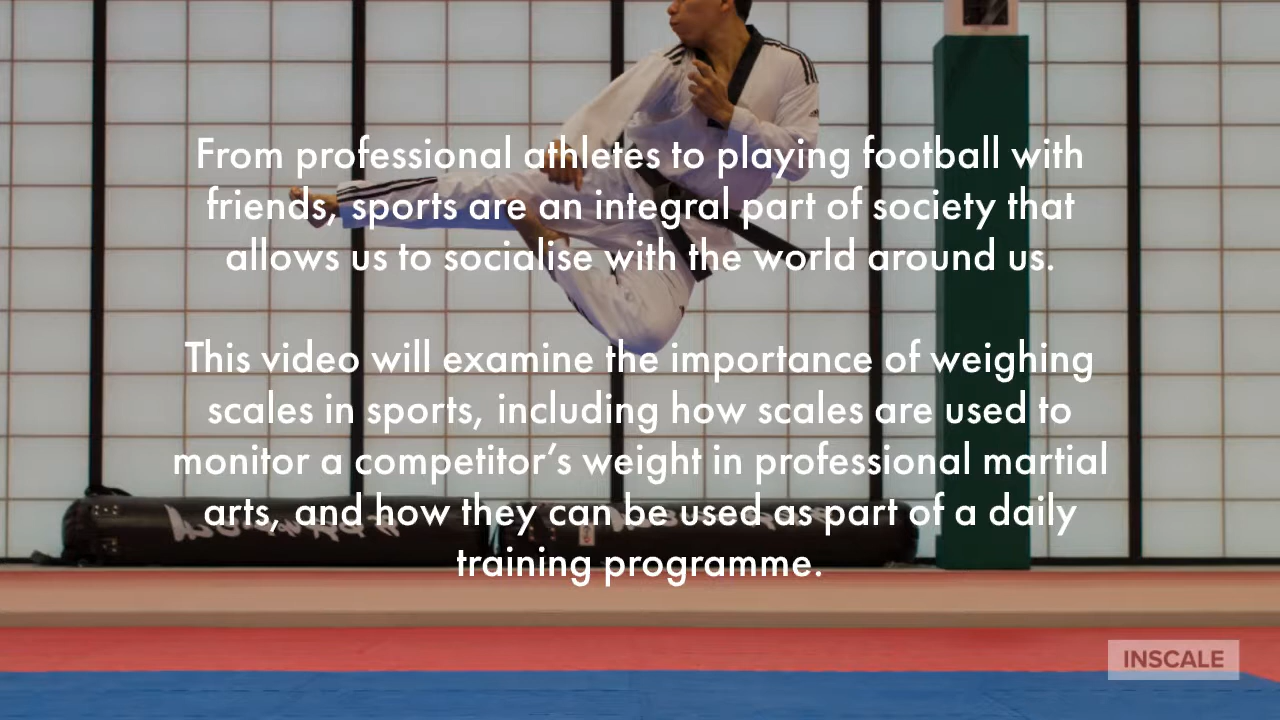 From professional athletes to playing football with
friends, sports are an integral part of society that
allows us to socialise with the world around us.
This video will examine the importance of weighing
scales in sports, including how scales are used to
monitor a competitor’s weight in professional martial
arts, and how they can be used as part of a daily
training programme.
INSCALE